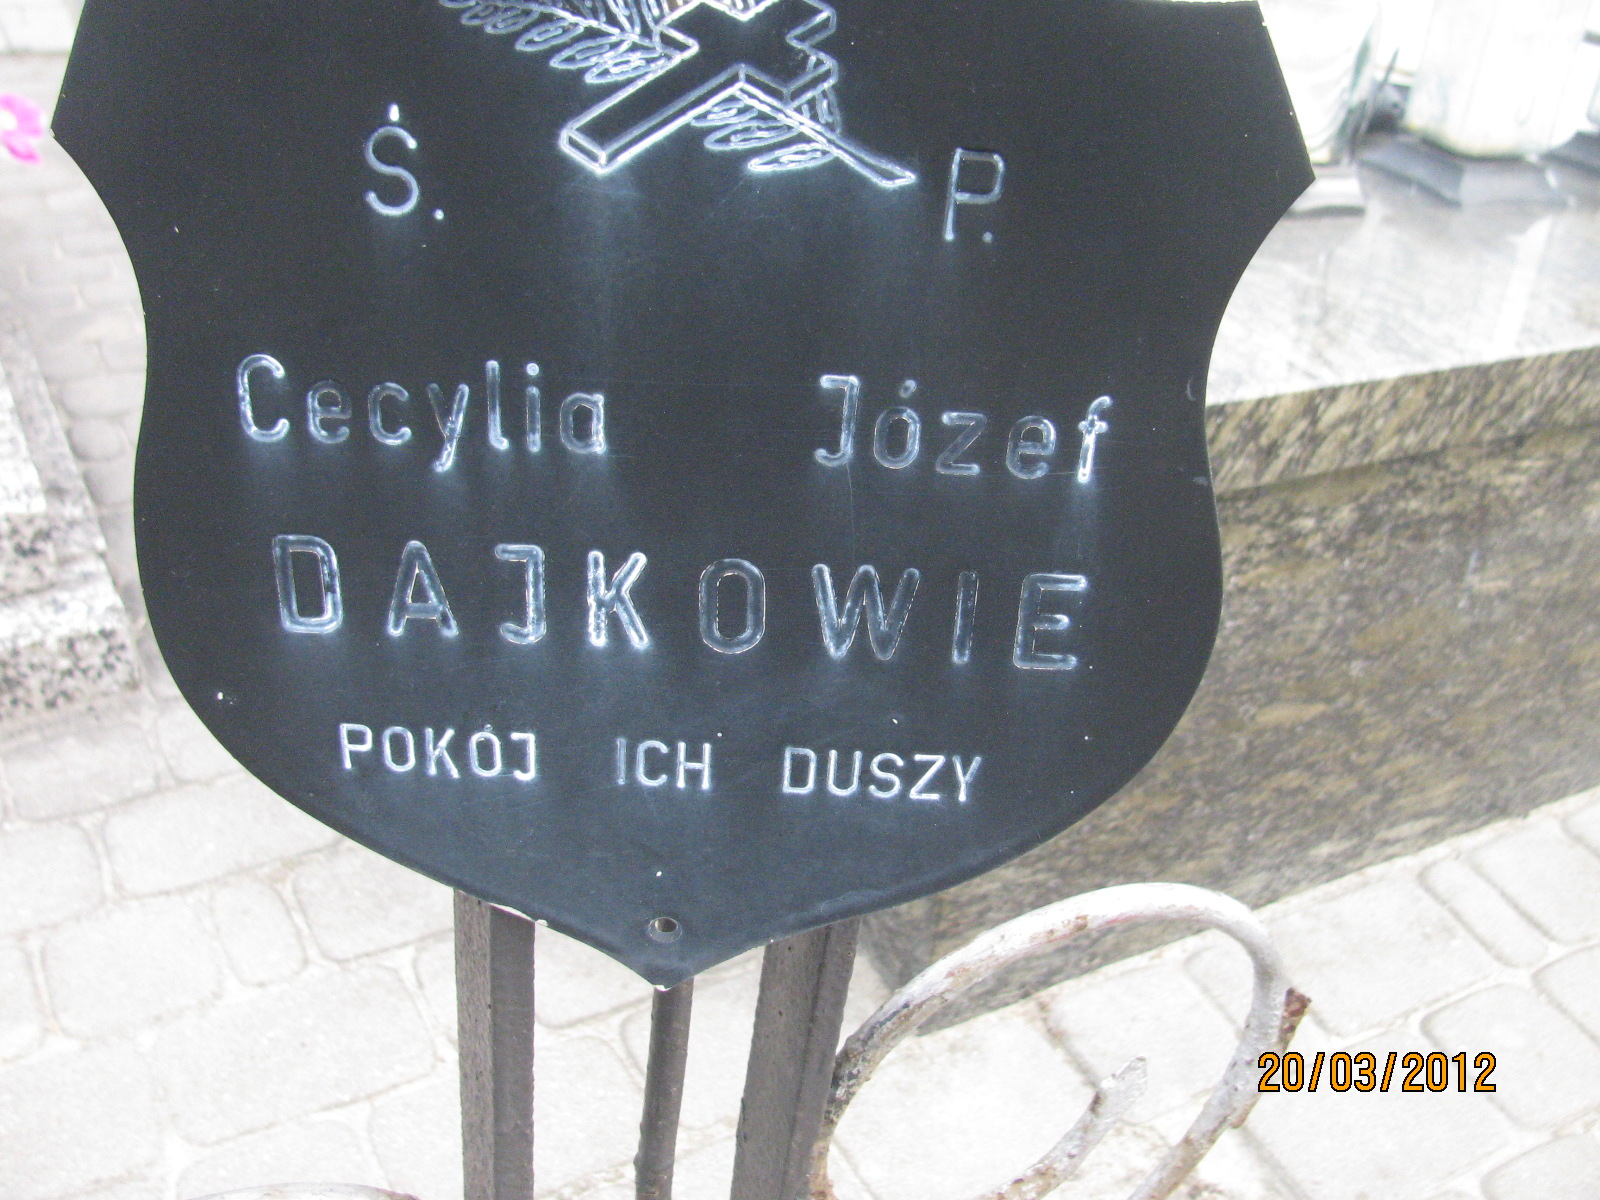 Ś. P.
Cecylia Józef
DAJKOWIE
POKÓJ ICH DUSZY
20/03/2012